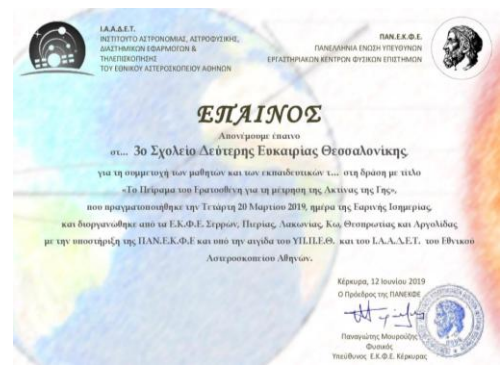 Ι.Α.Α.Δ.Ε.Τ.
ΙΝΣΤΙΤΟΥΤΟ ΑΣΤΡΟΝΟΜΙΑΣ, ΑΣΤΡΟΦΥΣΙΚΗΣ,
ΔΙΑΣΤΗΜΙΚΩΝ ΕΦΑΡΜΟΓΩΝ &
ΤΗΛΕΠΙΣΚΟΠΗΣΗΣ
ΤΟΥ ΕΘΝΙΚΟΥ ΑΣΤΕΡΟΣΚΟΠΕΙΟΥ ΑΘΗΝΩΝ
ΠΑΝ.Ε.Κ.Φ.Ε.
ΠΑΝΕΛΛΗΝΙΑ ΕΝΩΣΗ ΥΠΕΥΘΥΝΩΝ
ΕΡΓΑΣΤΗΡΙΑΚΩΝ ΚΕΝΤΡΩΝ ΦΥΣΙΚΩΝ ΕΠΙΣΤΗΜΩΝ
ΕΠΑΙΝΟΣ
Απονέμουμε έπαινο
στ... 3ο Σχολείο Δεύτερης Ευκαιρίας Θεσσαλονίκης,
για τη συμμετοχή των μαθητών και των εκπαιδευτικών τ... στη δράση με τίτλο
«Το Πείραμα του Ερατοσθένη για τη μέτρηση της Ακτίνας της Γης»,
που πραγματοποιήθηκε την Τετάρτη 20 Μαρτίου 2019, ημέρα της Εαρινής Ισημερίας,
και διοργανώθηκε από τα Ε.Κ.Φ.Ε. Σερρών, Πιερίας, Λακωνίας, Κω, Θεσπρωτίας και Αργολίδας
με την υποστήριξη της ΠΑΝ.Ε.Κ.Φ.Ε και υπό την αιγίδα του ΥΠ.Π.Ε.Θ. και του Ι.Α.Α.Δ.Ε.Τ. του Εθνικού
Αστεροσκοπείου Αθηνών.
Κέρκυρα, 12 Ιουνίου 2019
Ο Πρόεδρος της ΠΑΝΕΚΦΕ
Παναγιώτης Μουρούζης
Φυσικός
Υπεύθυνος Ε.Κ.Φ.Ε. Κέρκυρας